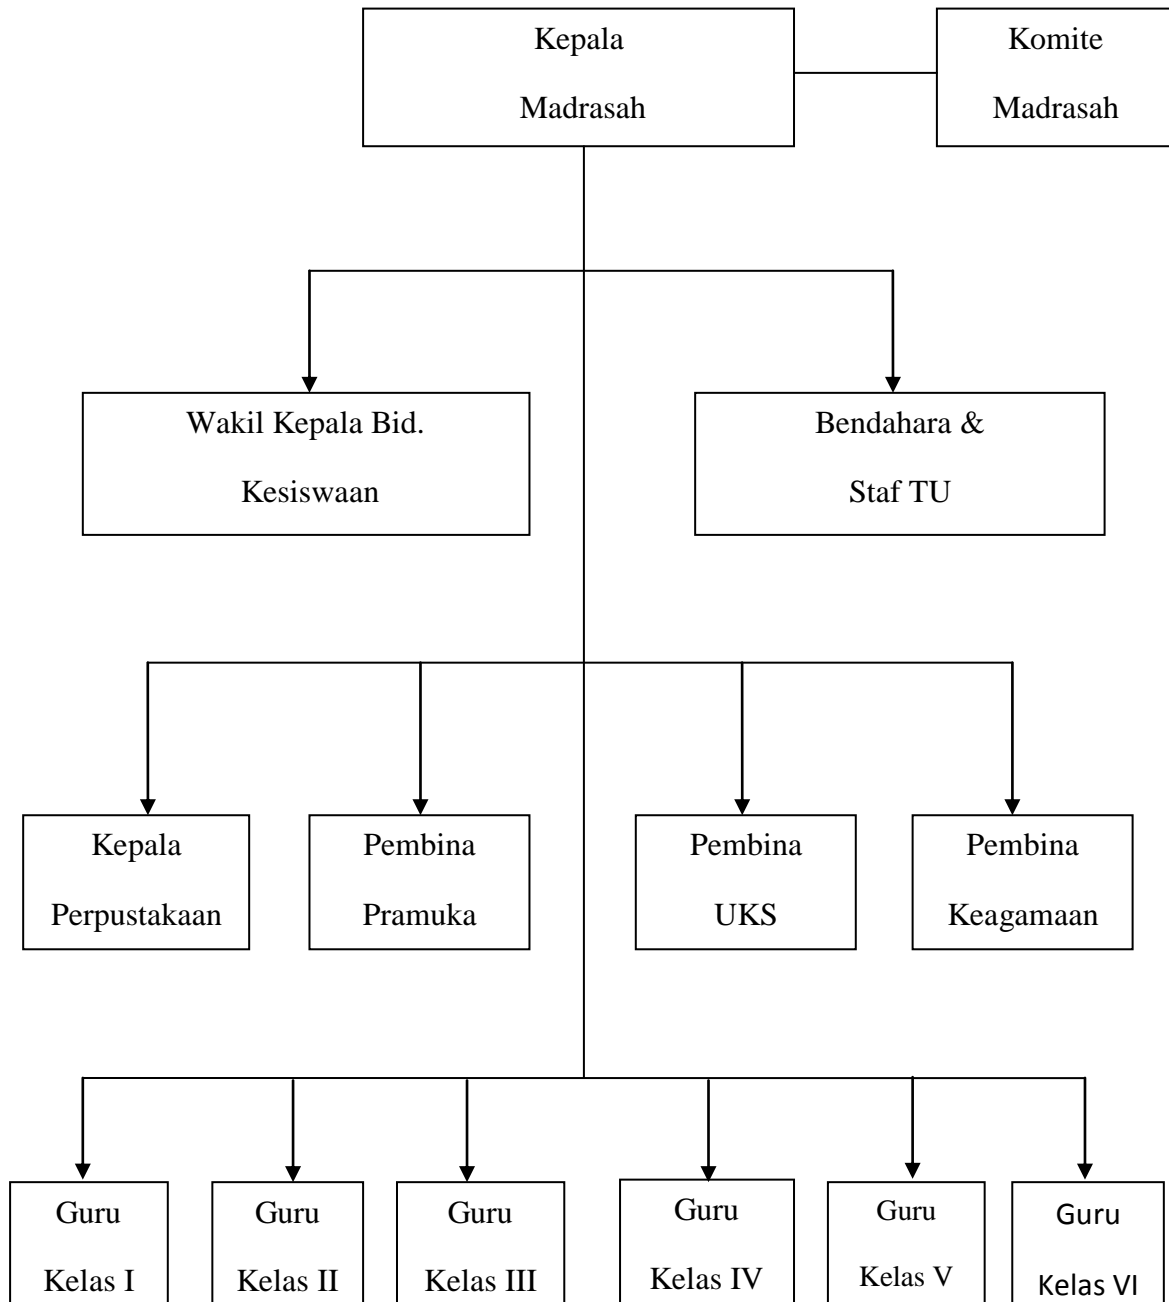 Kepala
Madrasah
Komite
Madrasah
Wakil Kepala Bid.
Kesiswaan
Bendahara &
Staf TU
Kepala
Perpustakaan
Pembina
Pramuka
Pembina
UKS
Pembina
Keagamaan
Guru
Kelas I
Guru
Kelas II
Guru
Kelas III
Guru
Kelas IV
Guru
Kelas V
Guru
Kelas VI